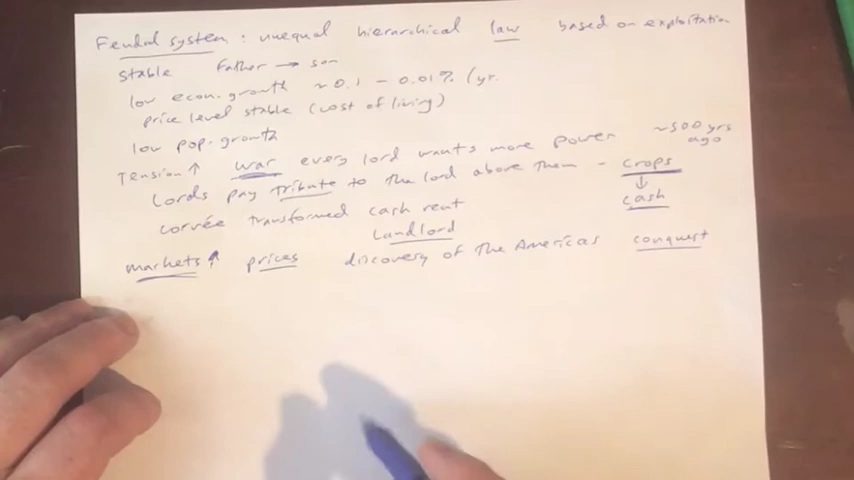 Feudal system : unequal hierarchical law based on exploitation
stable Father → son
low econ. growth ~0.1 - 0.01% (yr.
price level stable (cost of living)
low pop. growth
Tension ↑ war every lord wants more power ~500 yrs ago
Lords pay tribute to the lord above them - crops
↓
corvée transformed cash rent cash
Landlord
markets ↑ prices discovery of the Americas conquest